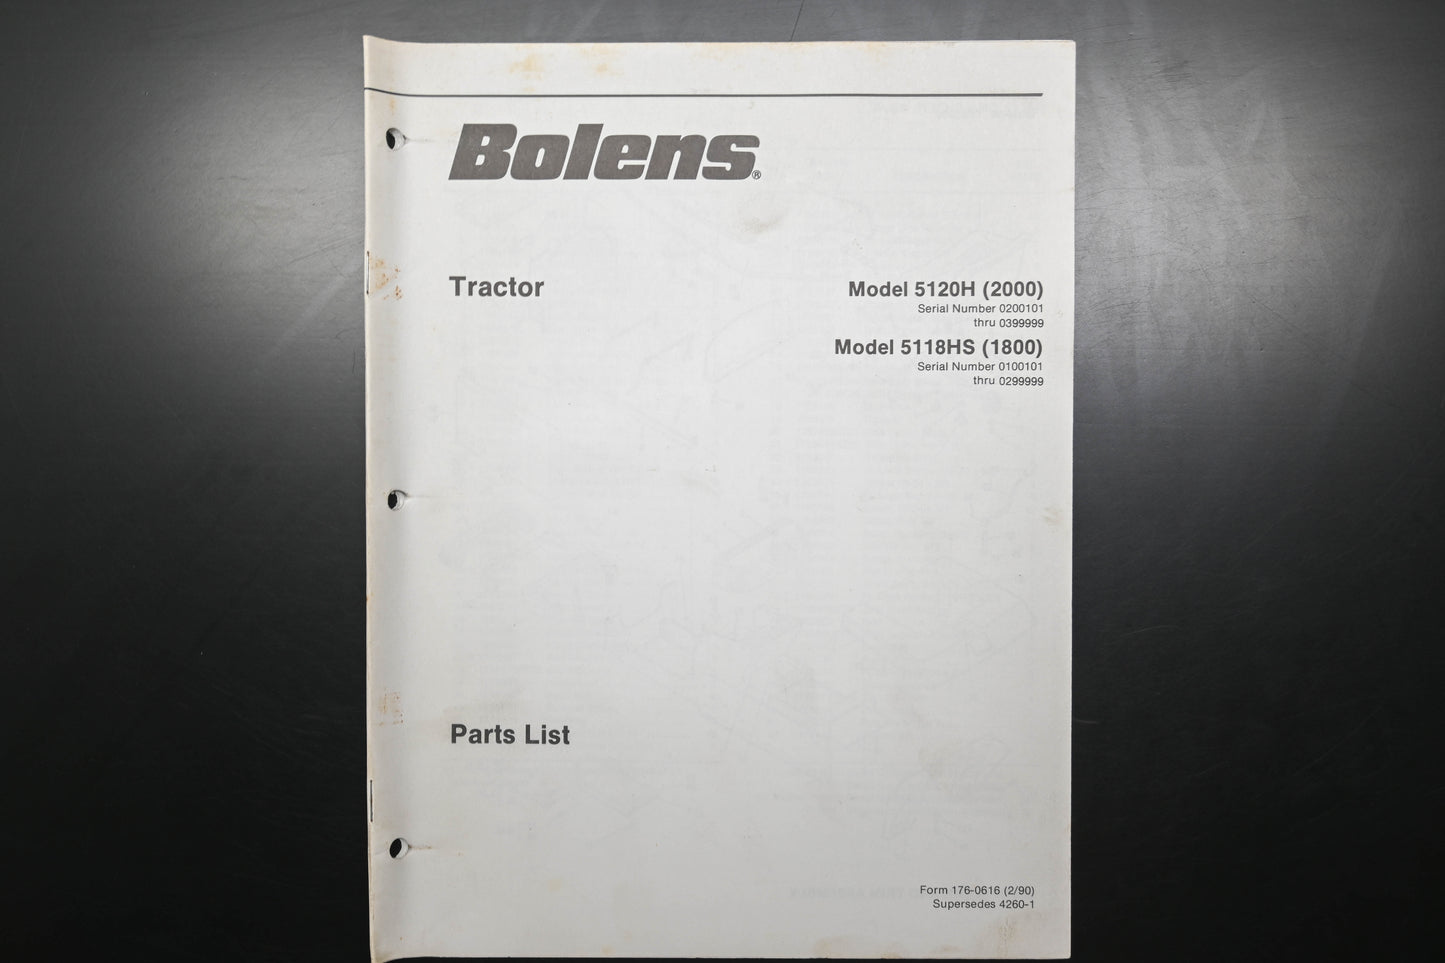 Bolens®
Tractor
Model 5120H (2000)
Serial Number 0200101
thru 0399999
Model 5118HS (1800)
Serial Number 0100101
thru 0299999
Parts List
Form 176-0616 (2/90)
Supersedes 4260-1